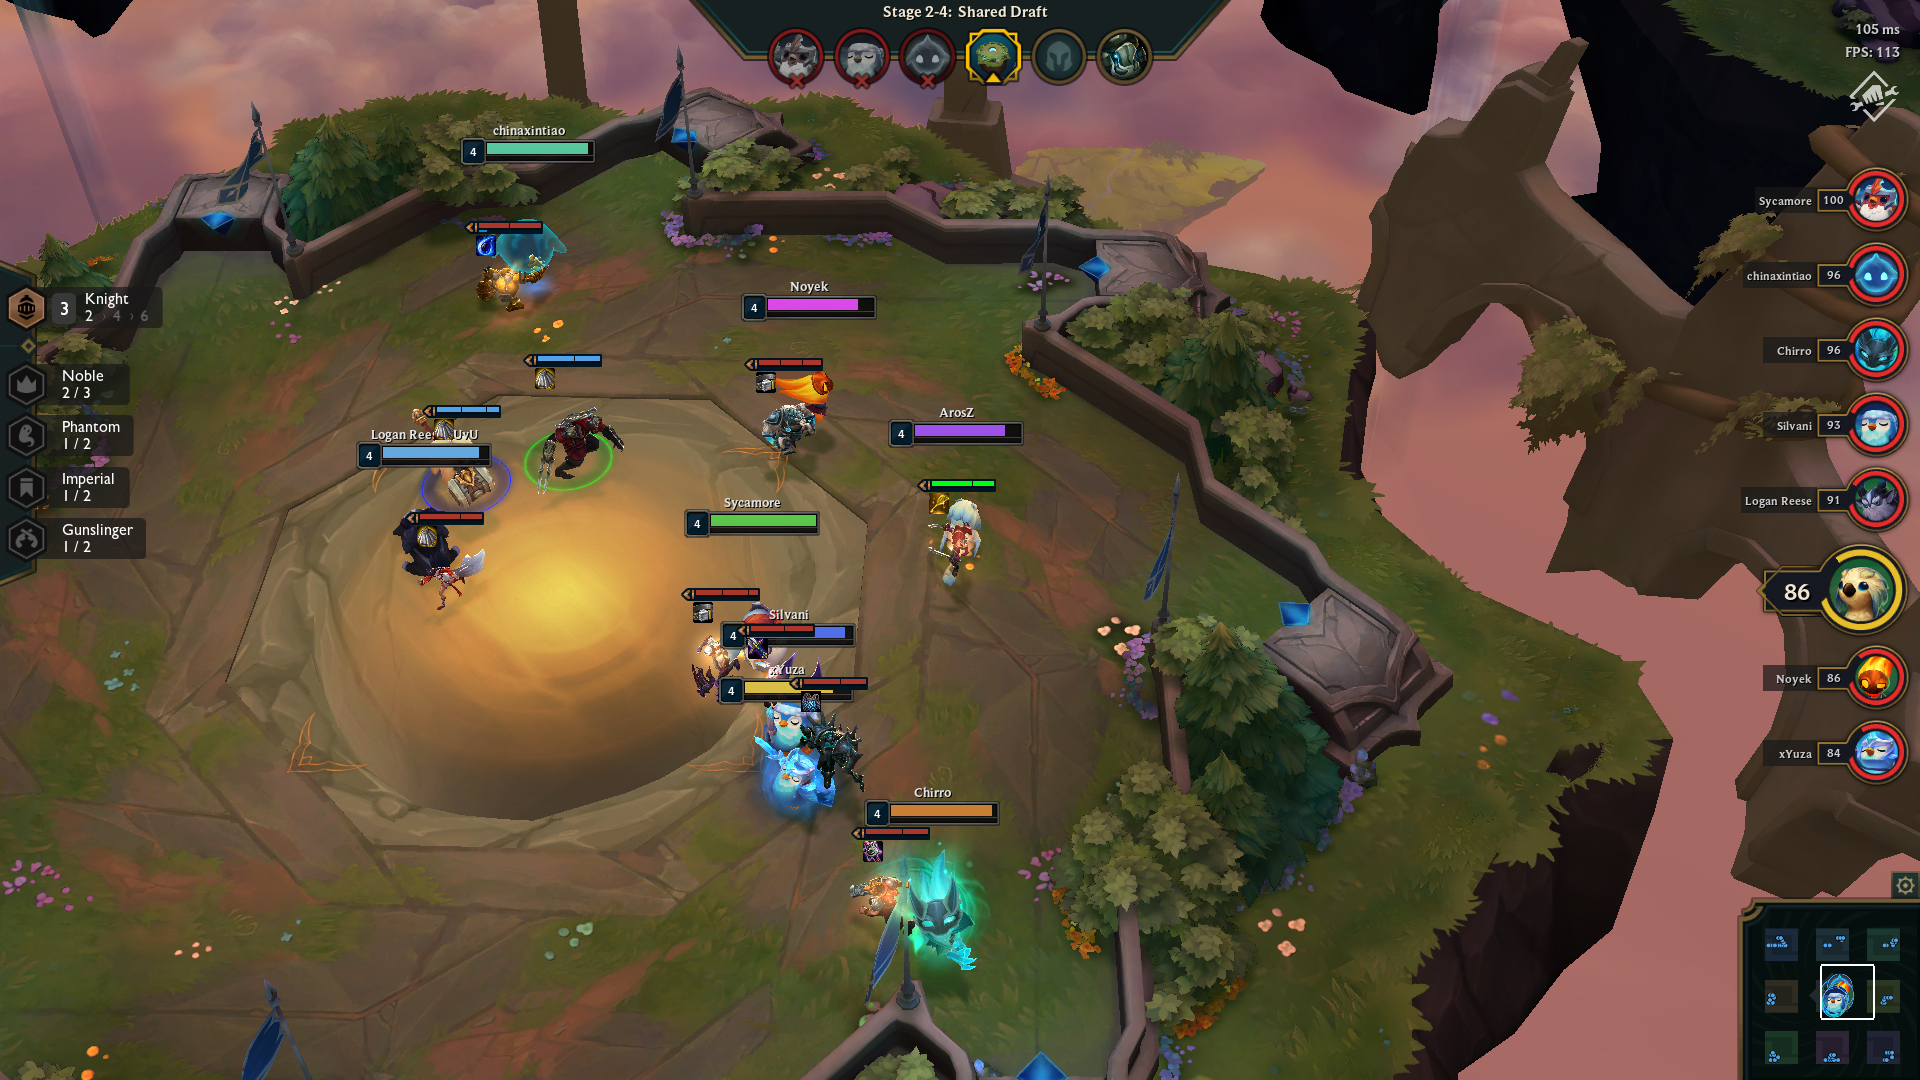 Stage 2-4: Shared Draft
105 ms
FPS: 113
chinaxintiao
4
Noyek
4
ArosZ
4
Logan Ree UvU
4
Sycamore
4
Silvani
4
xYuza
4
Chirro
4
3
Knight
2 › 4 › 6
Noble
2 / 3
Phantom
1 / 2
Imperial
1 / 2
Gunslinger
1 / 2
Sycamore 100
chinaxintiao 96
Chirro 96
Silvani 93
Logan Reese 91
86
Noyek 86
xYuza 84